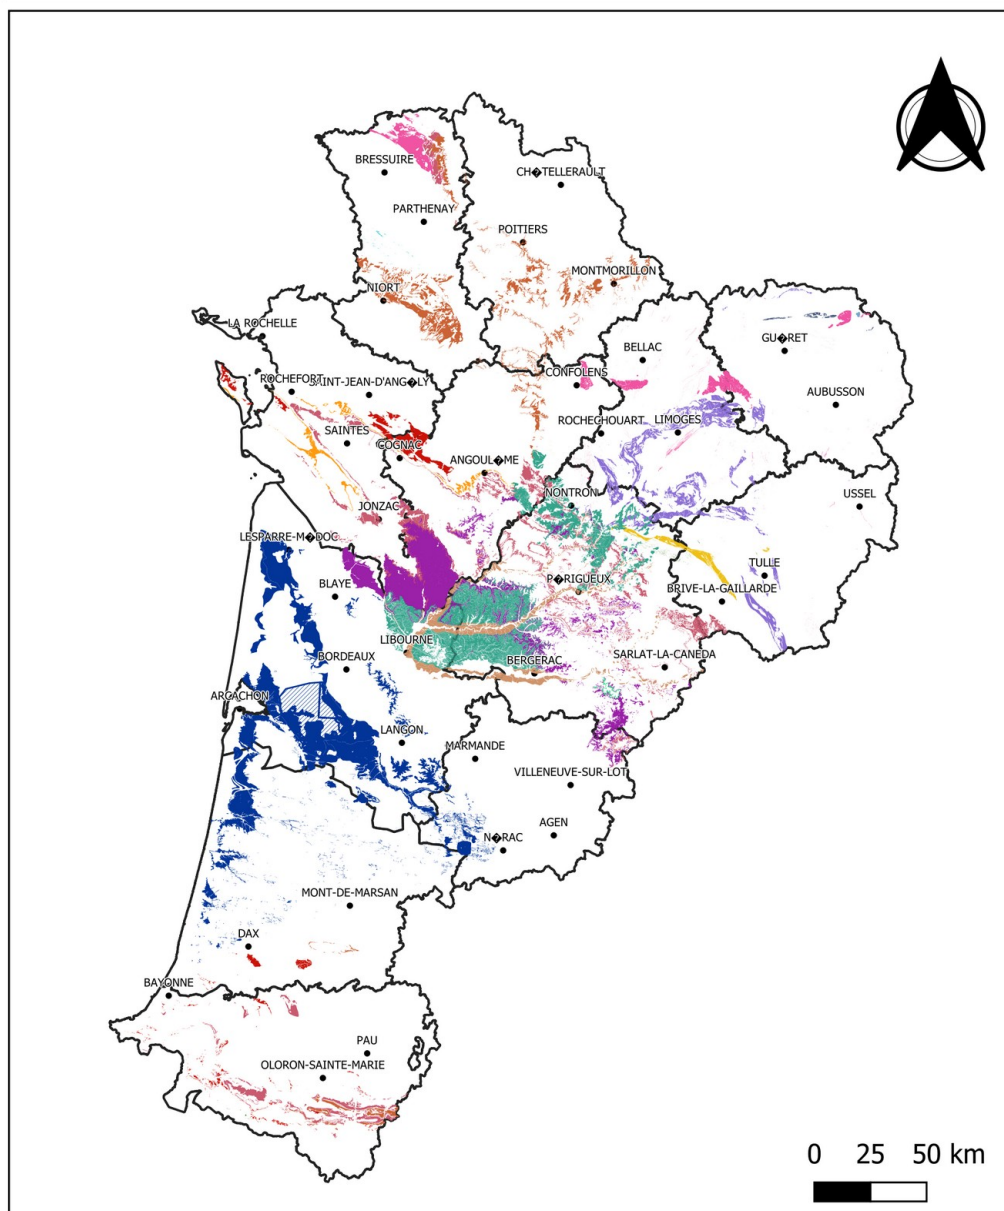 BRESSUIRE
CH�TELLERAULT
PARTHENAY
POITIERS
MONTMORILLON
NIORT
LA ROCHELLE
GU�RET
BELLAC
CONFOLENS
ROCHEFORT
SAINT-JEAN-D'ANG�LY
AUBUSSON
ROCHECHOUART
LIMOGES
SAINTES
COGNAC
ANGOUL�ME
NONTRON
USSEL
JONZAC
LESPARRE-M�DOC
TULLE
P�RIGUEUX
BLAYE
BRIVE-LA-GAILLARDE
LIBOURNE
BORDEAUX
BERGERAC
SARLAT-LA-CANEDA
ARCACHON
LANGON
MARMANDE
VILLENEUVE-SUR-LOT
AGEN
N�RAC
MONT-DE-MARSAN
DAX
BAYONNE
PAU
OLORON-SAINTE-MARIE
0 25 50 km